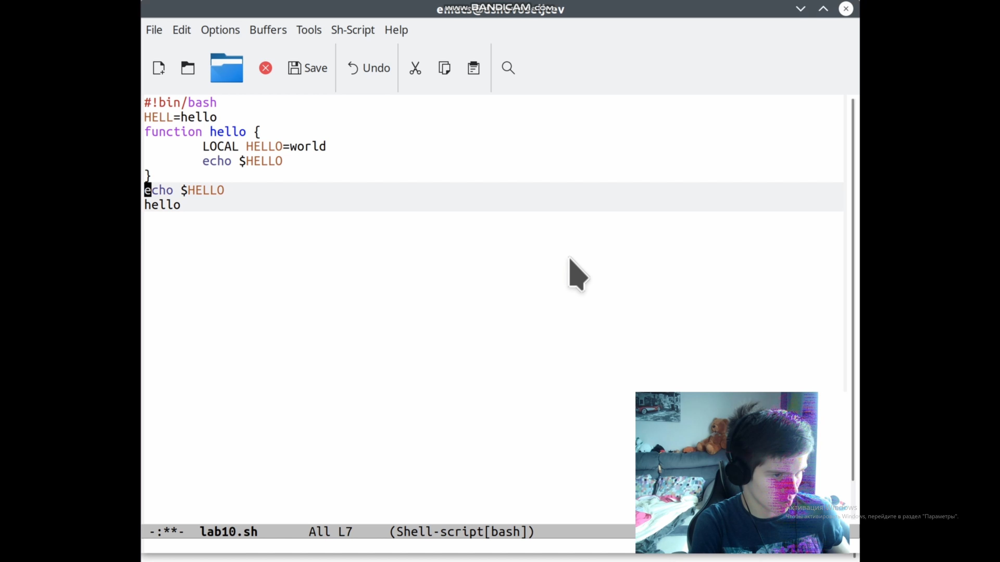 www.BANDICAM.com
File Edit Options Buffers Tools Sh-Script Help
Save Undo
#!bin/bash
HELL=hello
function hello {
LOCAL HELLO=world
echo $HELLO
}
echo $HELLO
hello
-:**- lab10.sh All L7 (Shell-script[bash])
Активация Windows
Чтобы активировать Windows, перейдите в раздел "Параметры".